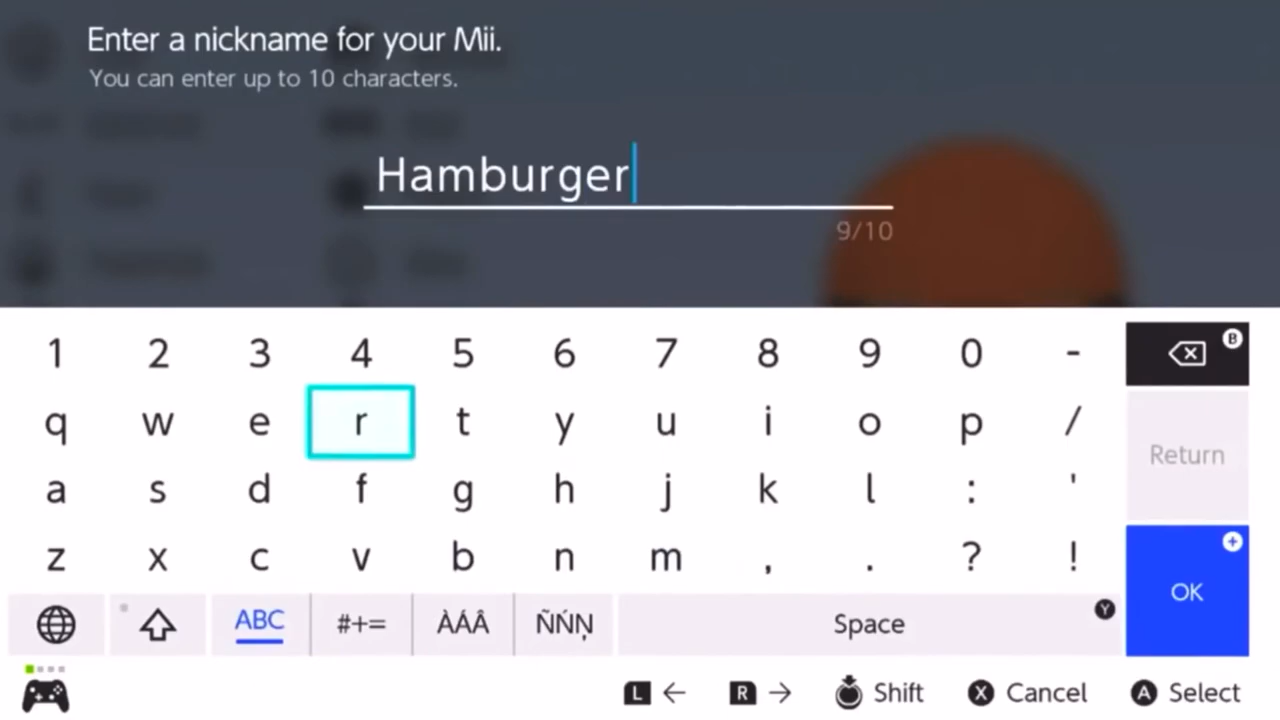 Enter a nickname for your Mii.
You can enter up to 10 characters.
Hamburger
9/10
1 2 3 4 5 6 7 8 9 0 -
B
q w e r t y u i o p /
Return
a s d f g h j k l : '
z x c v b n m , . ? !
+
OK
ABC #+= ÀÁÂ ÑŃŅ Space Y
L ← R → Shift X Cancel A Select